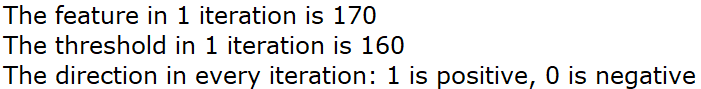 The feature in 1 iteration is 170
The threshold in 1 iteration is 160
The direction in every iteration: 1 is positive, 0 is negative